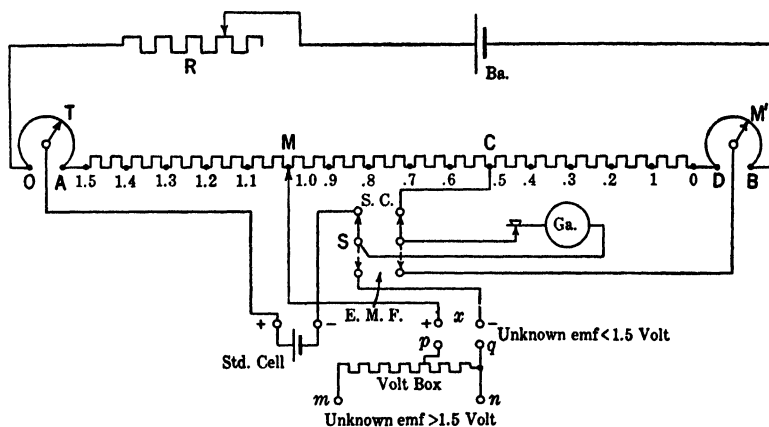 R
Ba.
T
M
C
M'
O A 1.5 1.4 1.3 1.2 1.1 1.0 .9 .8 .7 .6 .5 .4 .3 .2 1 0 D B
S. C.
Ga.
S
E. M. F.
+ - + x -
Unknown emf<1.5 Volt
Std. Cell
p q
Volt Box
m n
Unknown emf >1.5 Volt